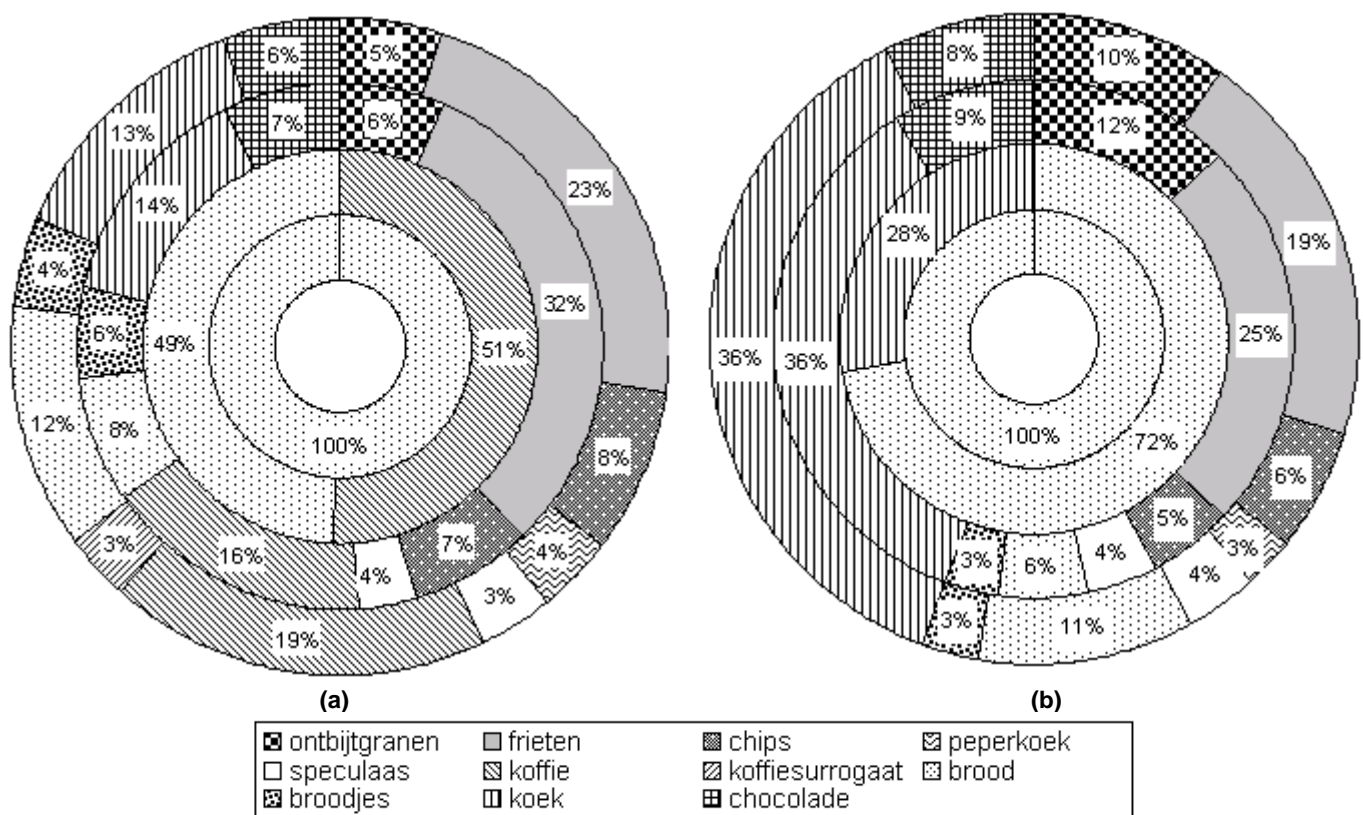 6% 5% 8% 10%
13% 7% 6% 9% 12%
14% 23% 28% 19%
4% 32% 25%
6% 49% 51% 36% 36%
12% 8% 100% 8% 100% 72% 6%
3% 16% 4% 7% 4% 3% 6% 4% 5% 3%
19% 3% 3% 11% 4%
(a) (b)
ontbijtgranen frieten chips peperkoek
speculaas koffie koffiesurrogaat brood
broodjes koek chocolade